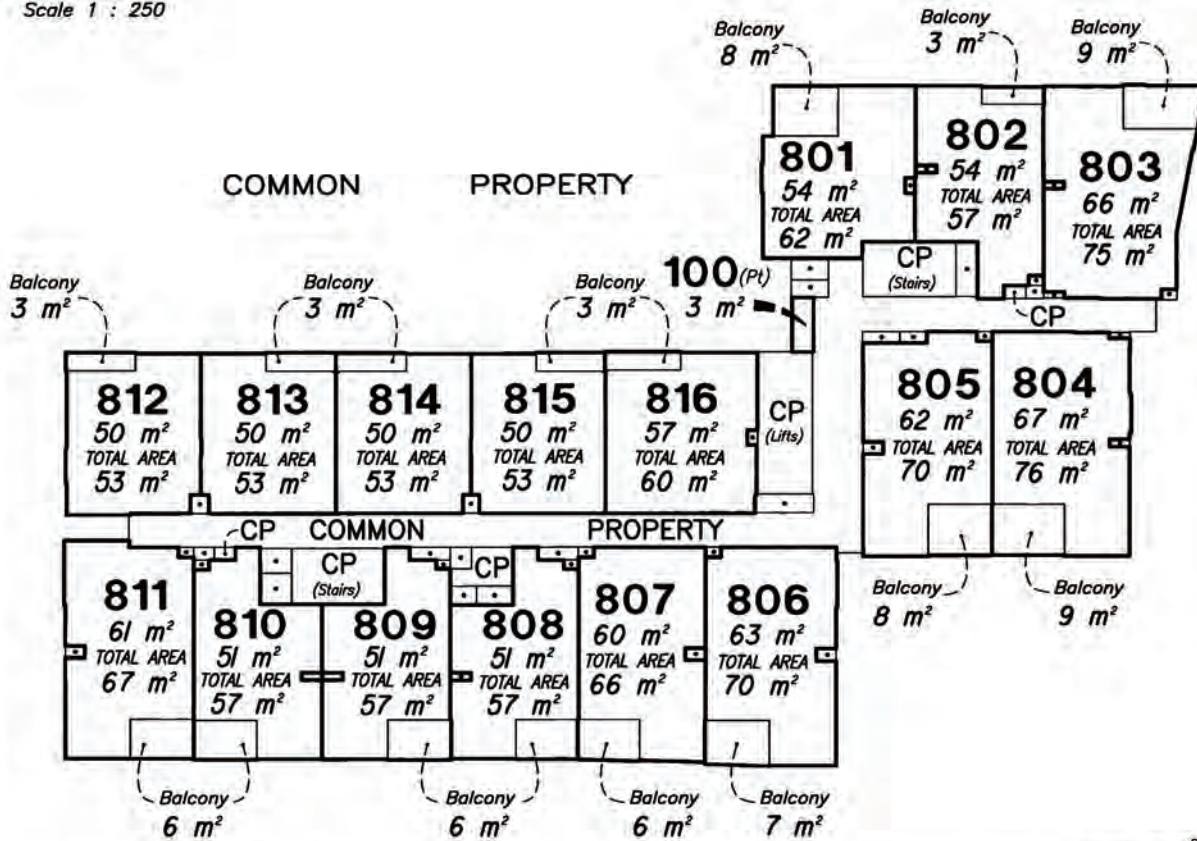 Scale 1 : 250
Balcony
8 m²
Balcony
3 m²
Balcony
9 m²
801
54 m²
TOTAL AREA
62 m²
802
54 m²
TOTAL AREA
57 m²
803
66 m²
TOTAL AREA
75 m²
COMMON PROPERTY
CP
(Stairs)
CP
100 (Pt)
3 m²
Balcony
3 m²
Balcony
3 m²
Balcony
3 m²
812
50 m²
TOTAL AREA
53 m²
813
50 m²
TOTAL AREA
53 m²
814
50 m²
TOTAL AREA
53 m²
815
50 m²
TOTAL AREA
53 m²
816
57 m²
TOTAL AREA
60 m²
CP
(Lifts)
805
62 m²
TOTAL AREA
70 m²
804
67 m²
TOTAL AREA
76 m²
CP COMMON PROPERTY
CP
(Stairs)
CP
811
61 m²
TOTAL AREA
67 m²
810
51 m²
TOTAL AREA
57 m²
809
51 m²
TOTAL AREA
57 m²
808
51 m²
TOTAL AREA
57 m²
807
60 m²
TOTAL AREA
66 m²
806
63 m²
TOTAL AREA
70 m²
Balcony
8 m²
Balcony
9 m²
Balcony
6 m²
Balcony
6 m²
Balcony
6 m²
Balcony
7 m²